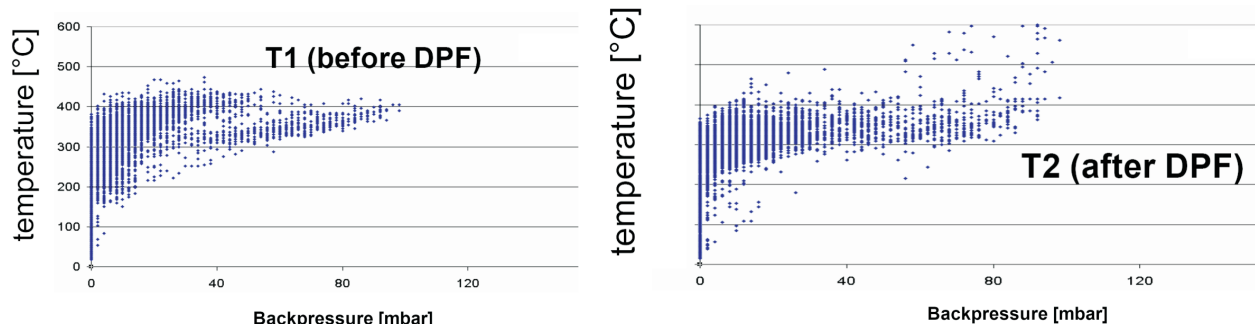 temperature [°C]
600
500
400
300
200
100
0
T1 (before DPF)
0
40
80
120
Backpressure [mbar]
temperature [°C]
T2 (after DPF)
0
40
80
120
Backpressure [mbar]